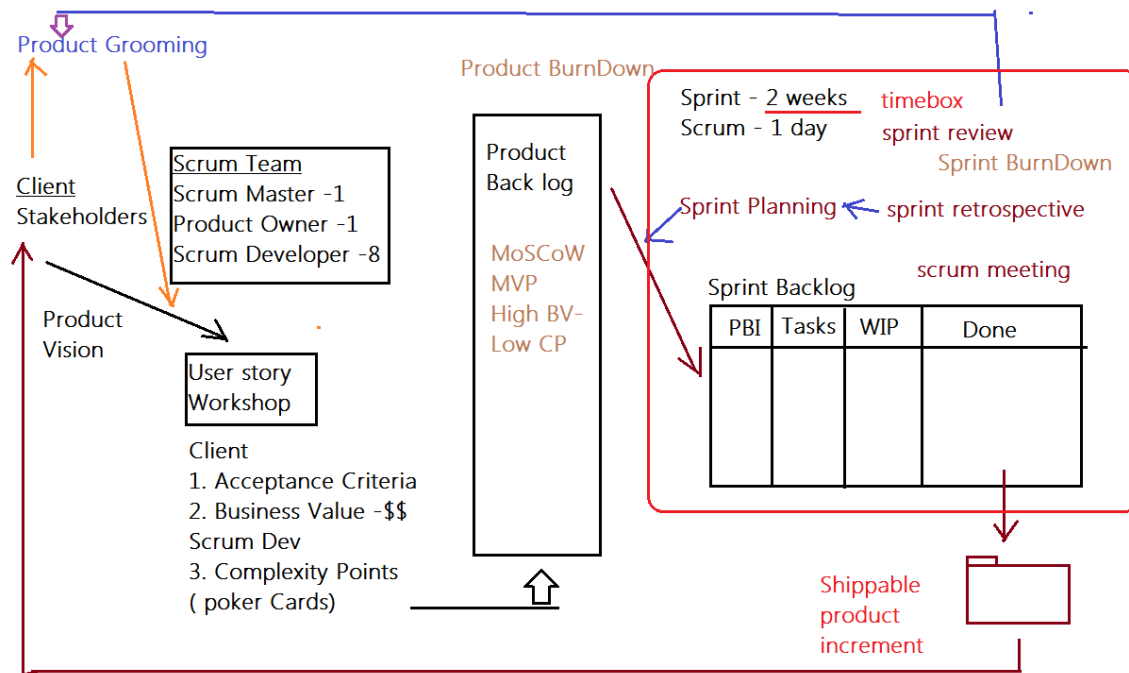 Product Grooming
Product BurnDown
Client
Stakeholders
Product
Vision
Scrum Team
Scrum Master -1
Product Owner -1
Scrum Developer -8
User story
Workshop
Client
1. Acceptance Criteria
2. Business Value -$$
Scrum Dev
3. Complexity Points
( poker Cards)
Product
Back log
MoSCoW
MVP
High BV-
Low CP
Sprint - 2 weeks timebox
Scrum - 1 day sprint review
Sprint BurnDown
Sprint Planning sprint retrospective
scrum meeting
Sprint Backlog
PBI Tasks WIP Done
Shippable
product
increment